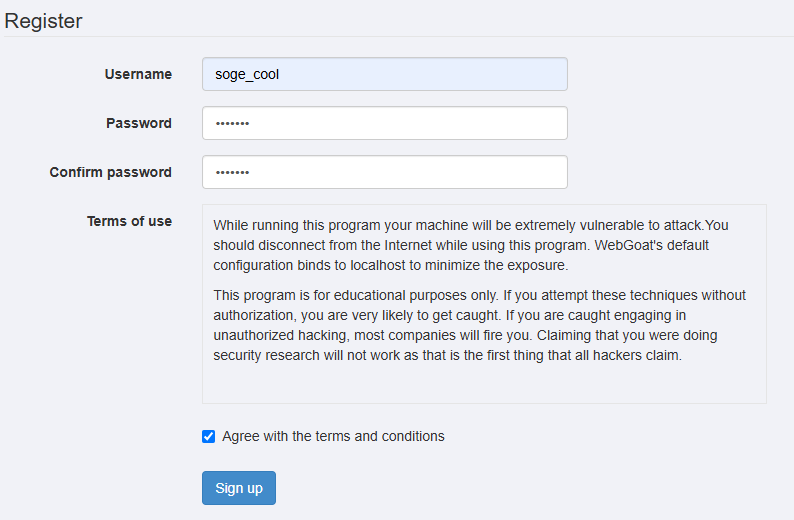 Register
Username soge_cool
Password •••••••
Confirm password •••••••
Terms of use
While running this program your machine will be extremely vulnerable to attack.You
should disconnect from the Internet while using this program. WebGoat's default
configuration binds to localhost to minimize the exposure.
This program is for educational purposes only. If you attempt these techniques without
authorization, you are very likely to get caught. If you are caught engaging in
unauthorized hacking, most companies will fire you. Claiming that you were doing
security research will not work as that is the first thing that all hackers claim.
Agree with the terms and conditions
Sign up